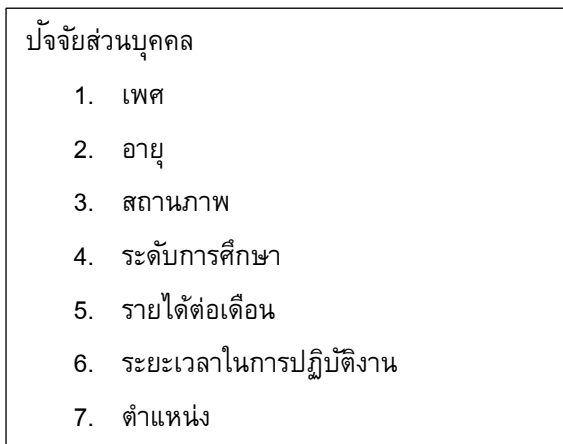 ปัจจัยส่วนบุคคล
1. เพศ
2. อายุ
3. สถานภาพ
4. ระดับการศึกษา
5. รายได้ต่อเดือน
6. ระยะเวลาในการปฏิบัติงาน
7. ตำแหน่ง